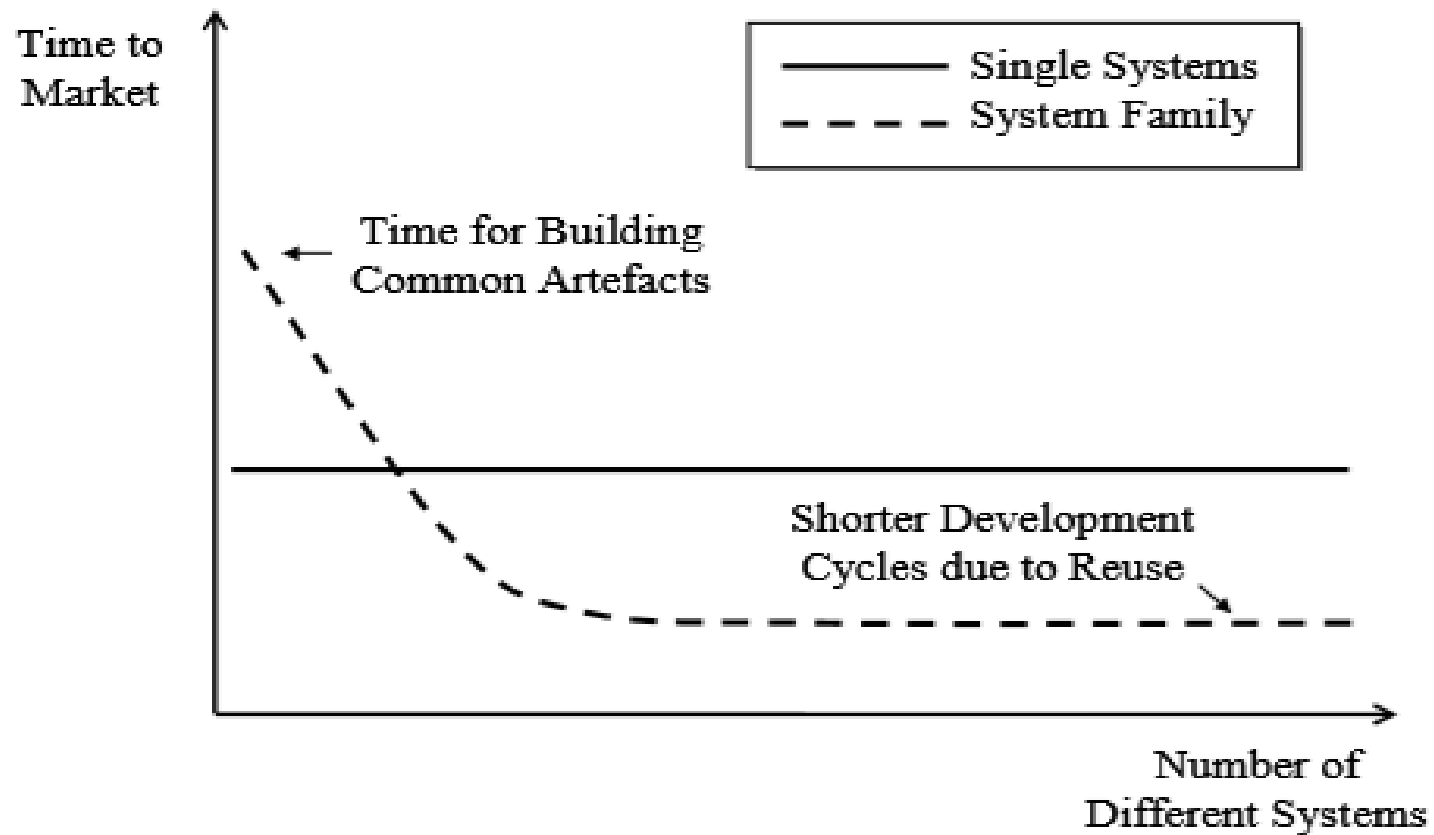 Time to
Market
Single Systems
System Family
Time for Building
Common Artefacts
Shorter Development
Cycles due to Reuse
Number of
Different Systems